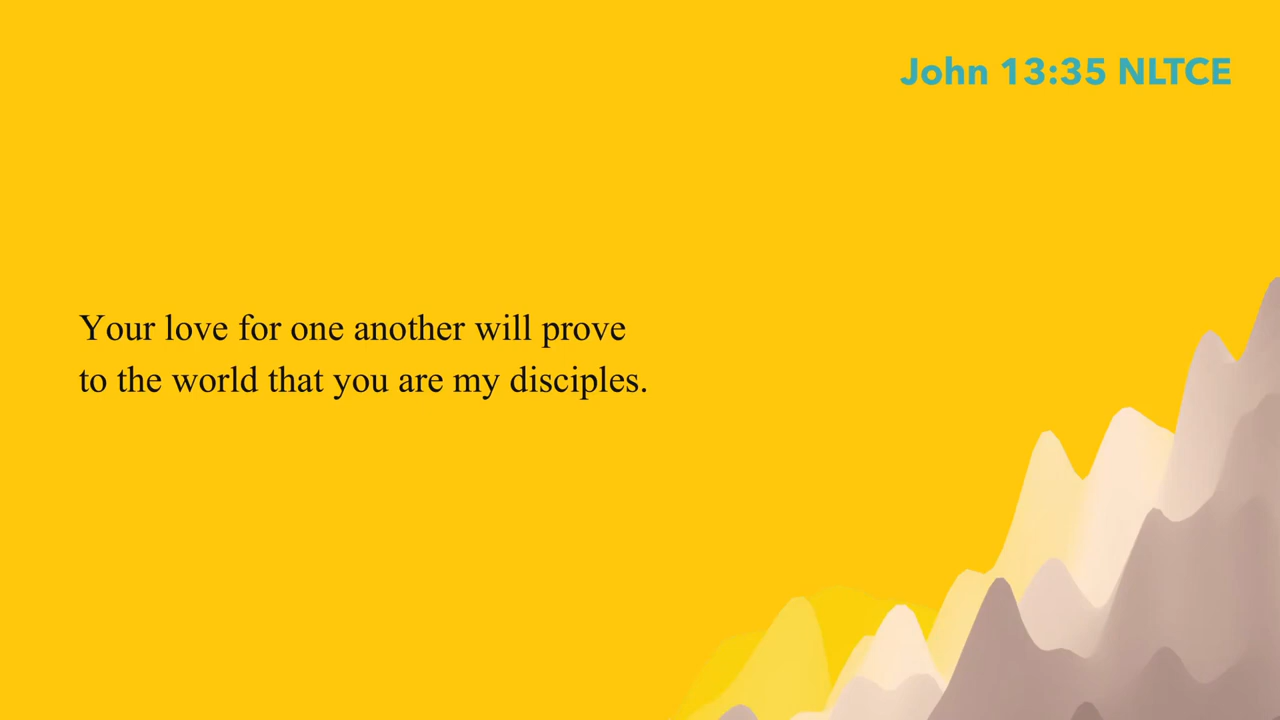 John 13:35 NLTCE
Your love for one another will prove
to the world that you are my disciples.